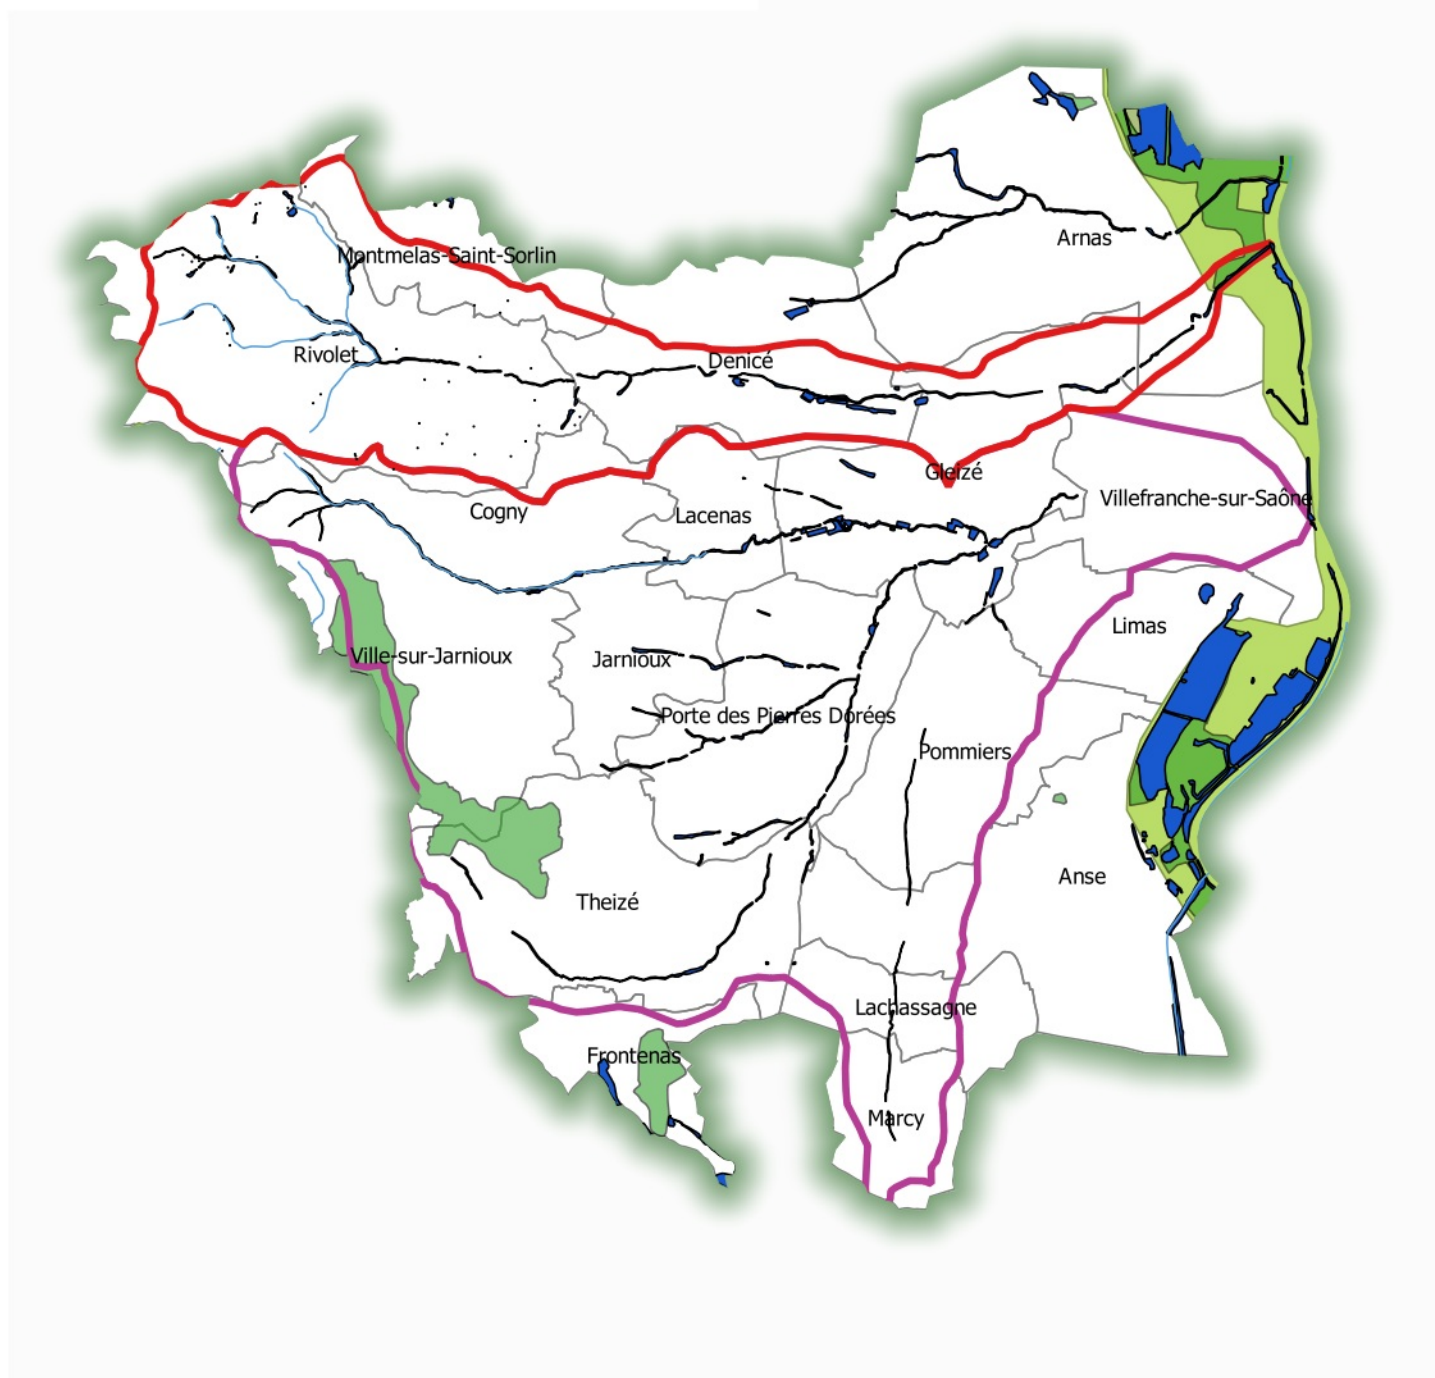 Arnas
Montmelas-Saint-Sorlin
Rivolet
Denicé
Gleizé
Villefranche-sur-Saône
Cogny
Lacenas
Limas
Ville-sur-Jarnioux
Jarnioux
Porte des Pierres Dorées
Pommiers
Anse
Theizé
Lachassagne
Frontenas
Marcy